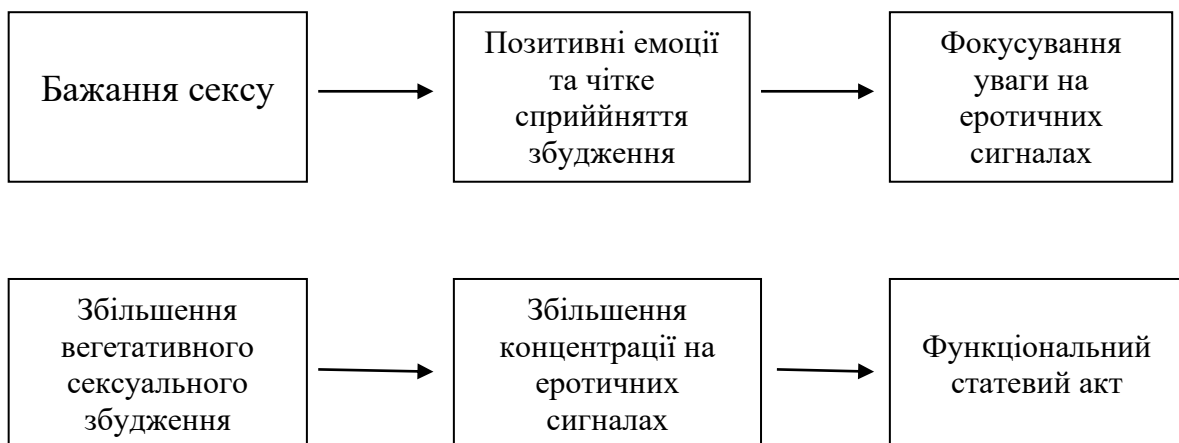 Бажання сексу
Позитивні емоції
та чітке
сприййняття
збудження
Фокусування
уваги на
еротичних
сигналах
Збільшення
вегетативного
сексуального
збудження
Збільшення
концентрації на
еротичних
сигналах
Функціональний
статевий акт